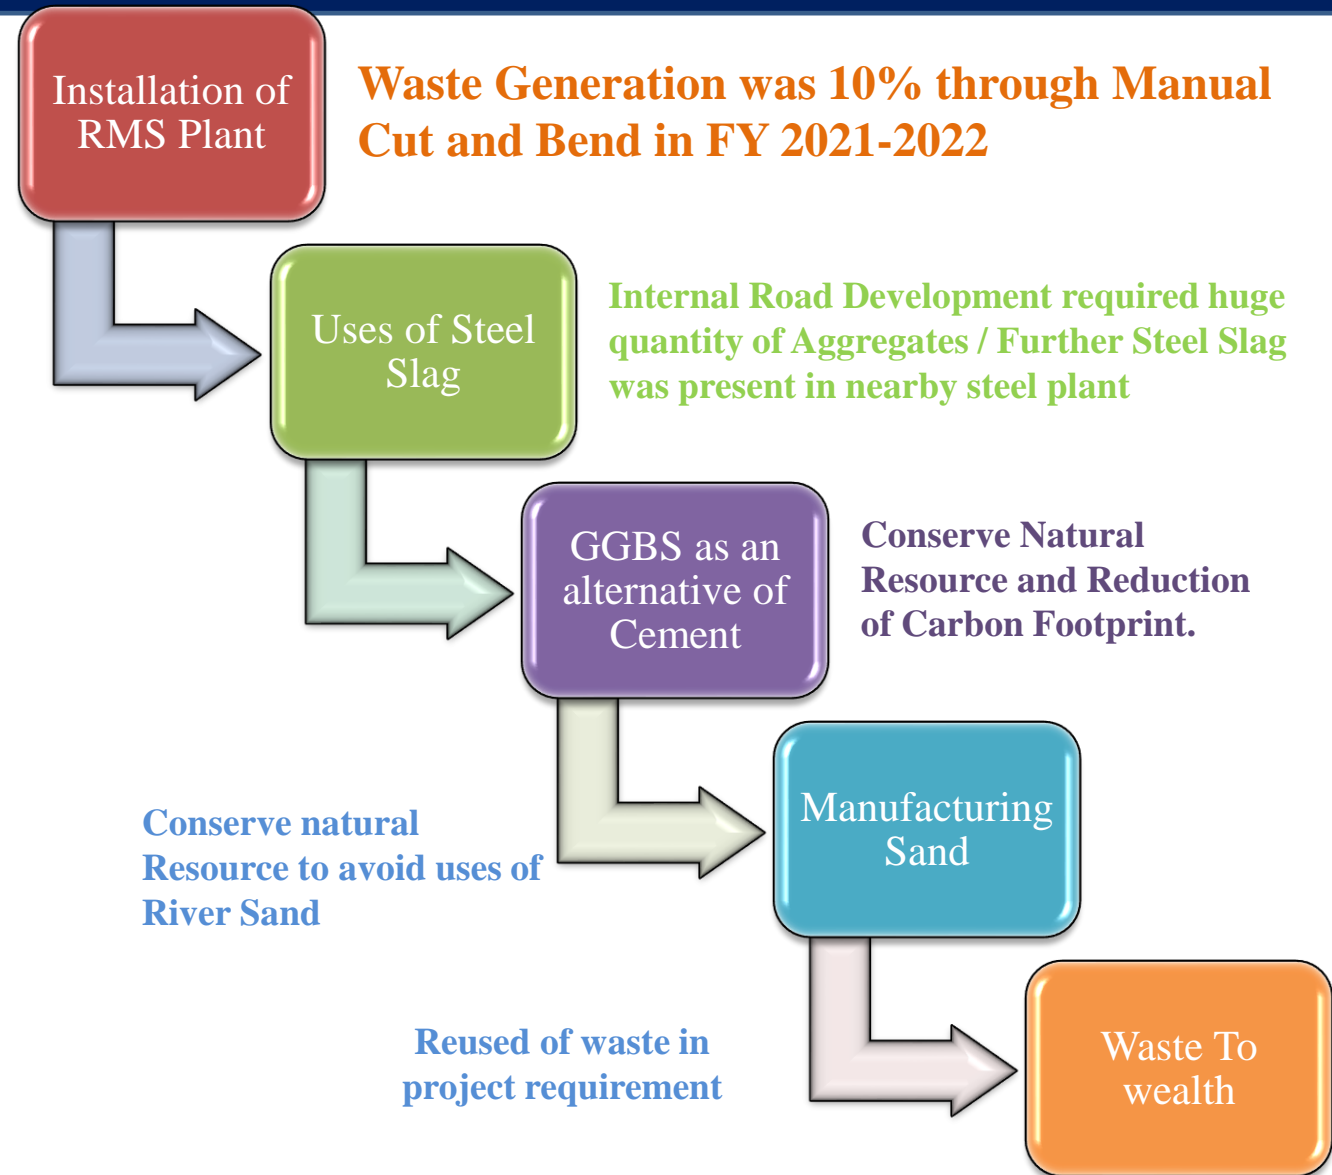 Installation of
RMS Plant
Waste Generation was 10% through Manual
Cut and Bend in FY 2021-2022
Uses of Steel
Slag
Internal Road Development required huge
quantity of Aggregates / Further Steel Slag
was present in nearby steel plant
GGBS as an
alternative of
Cement
Conserve Natural
Resource and Reduction
of Carbon Footprint.
Manufacturing
Sand
Conserve natural
Resource to avoid uses of
River Sand
Waste To
wealth
Reused of waste in
project requirement